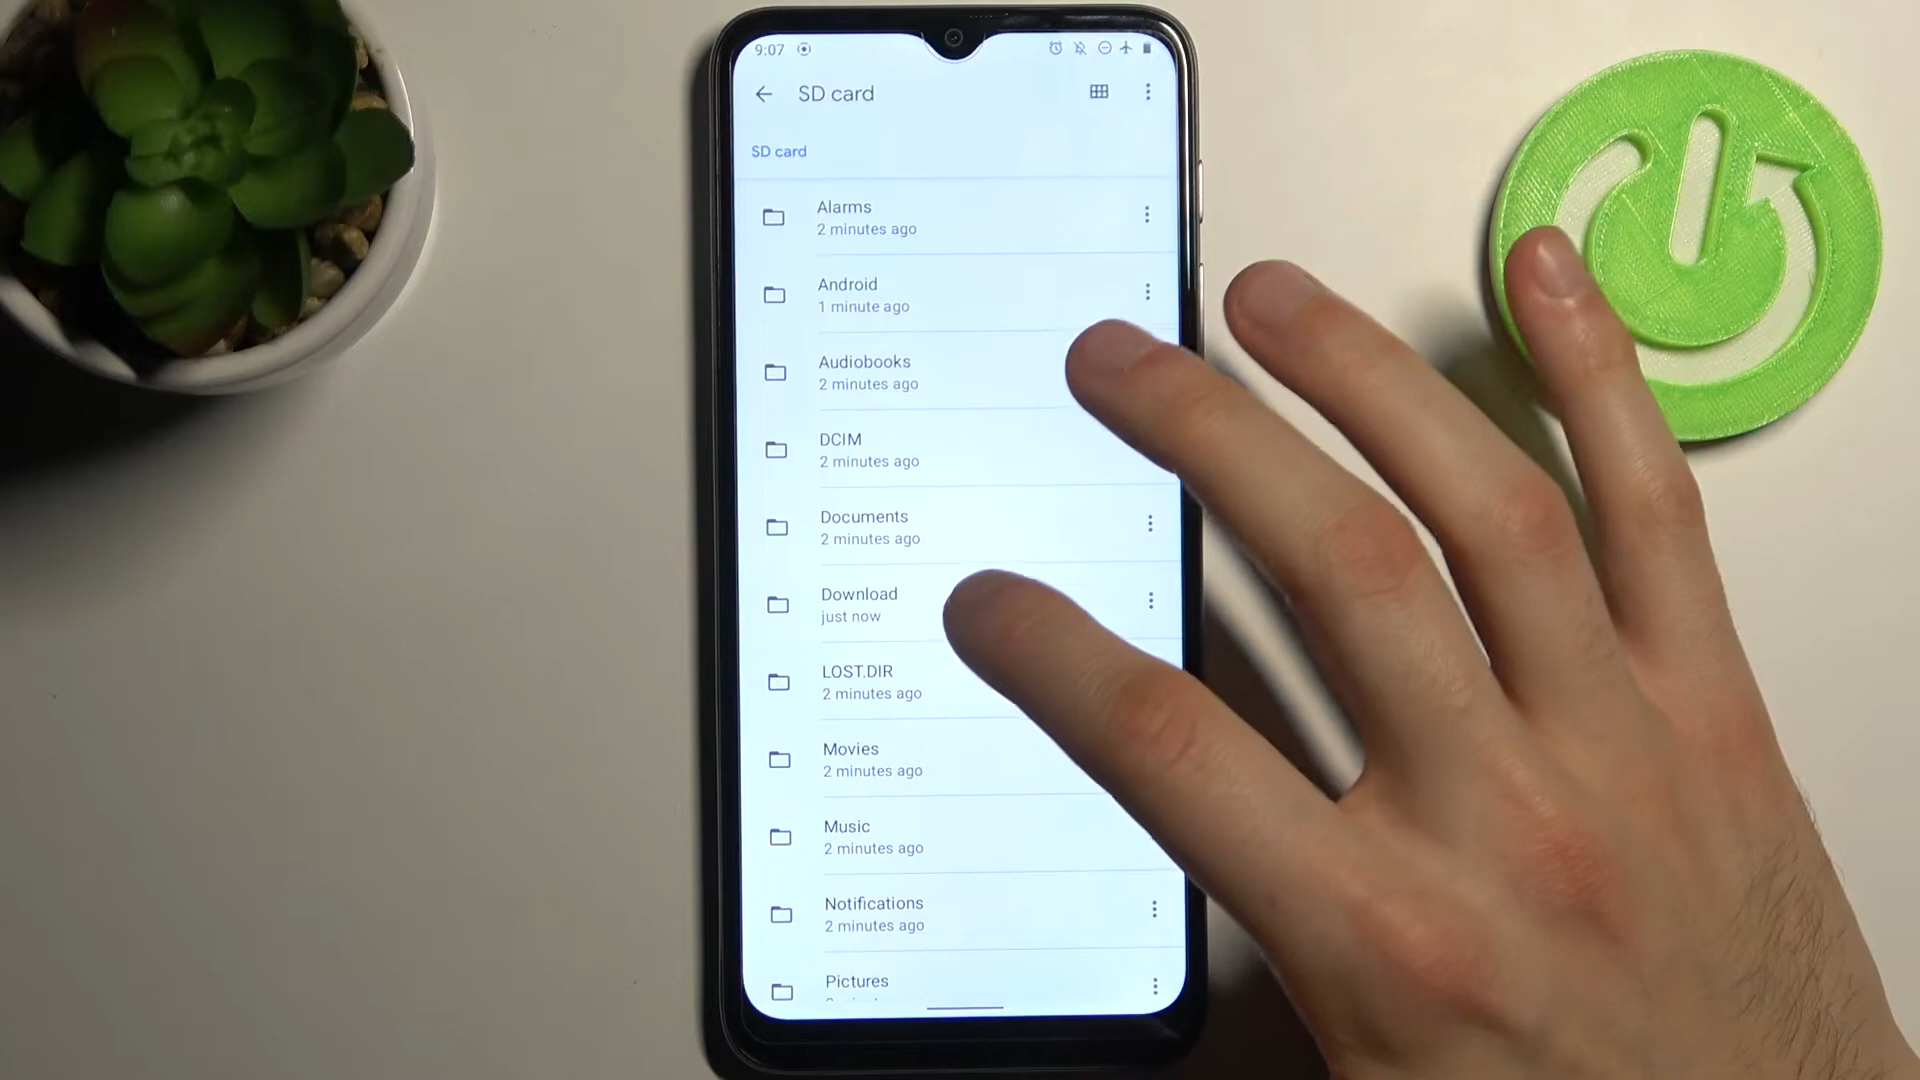 9:07
SD card
SD card
Alarms
2 minutes ago
Android
1 minute ago
Audiobooks
2 minutes ago
DCIM
2 minutes ago
Documents
2 minutes ago
Download
just now
LOST.DIR
2 minutes ago
Movies
2 minutes ago
Music
2 minutes ago
Notifications
2 minutes ago
Pictures